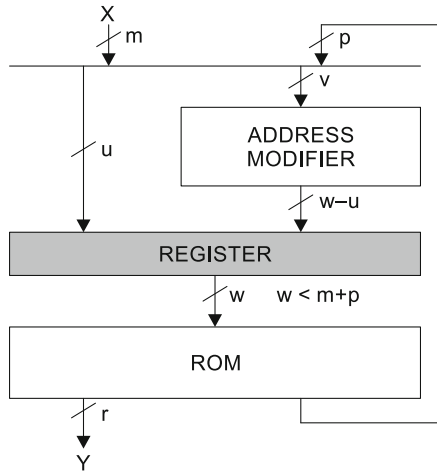 X
m
p
v
ADDRESS
MODIFIER
u
w–u
REGISTER
w w < m+p
ROM
r
Y